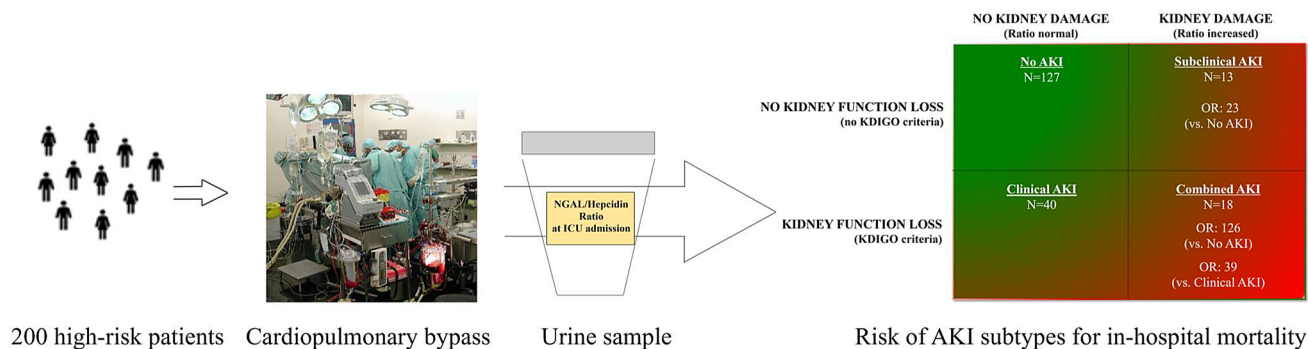 NO KIDNEY DAMAGE
(Ratio normal)
KIDNEY DAMAGE
(Ratio increased)
No AKI
N=127
Subclinical AKI
N=13
OR: 23
(vs. No AKI)
NO KIDNEY FUNCTION LOSS
(no KDIGO criteria)
NGAL/Hepcidin
Ratio
at ICU admission
KIDNEY FUNCTION LOSS
(KDIGO criteria)
Clinical AKI
N=40
Combined AKI
N=18
OR: 126
(vs. No AKI)
OR: 39
(vs. Clinical AKI)
200 high-risk patients
Cardiopulmonary bypass
Urine sample
Risk of AKI subtypes for in-hospital mortality